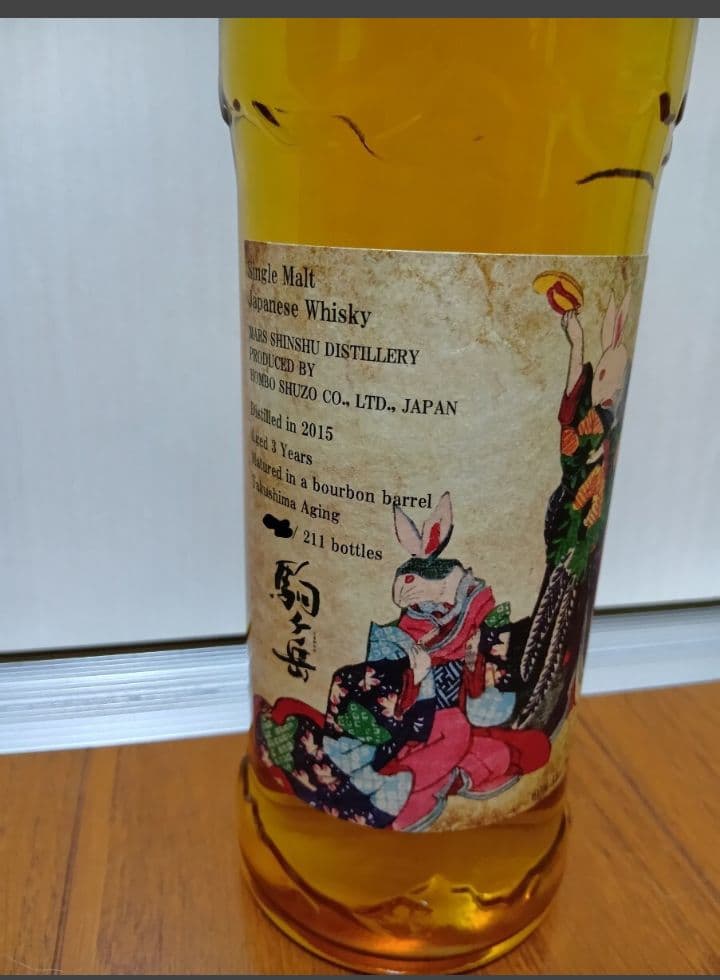 Single Malt
Japanese Whisky
MARS SHINSHU DISTILLERY
PRODUCED BY
HOMBO SHUZO CO., LTD., JAPAN
Distilled in 2015
Aged 3 Years
Matured in a bourbon barrel
Yakushima Aging
/ 211 bottles
駒ヶ岳